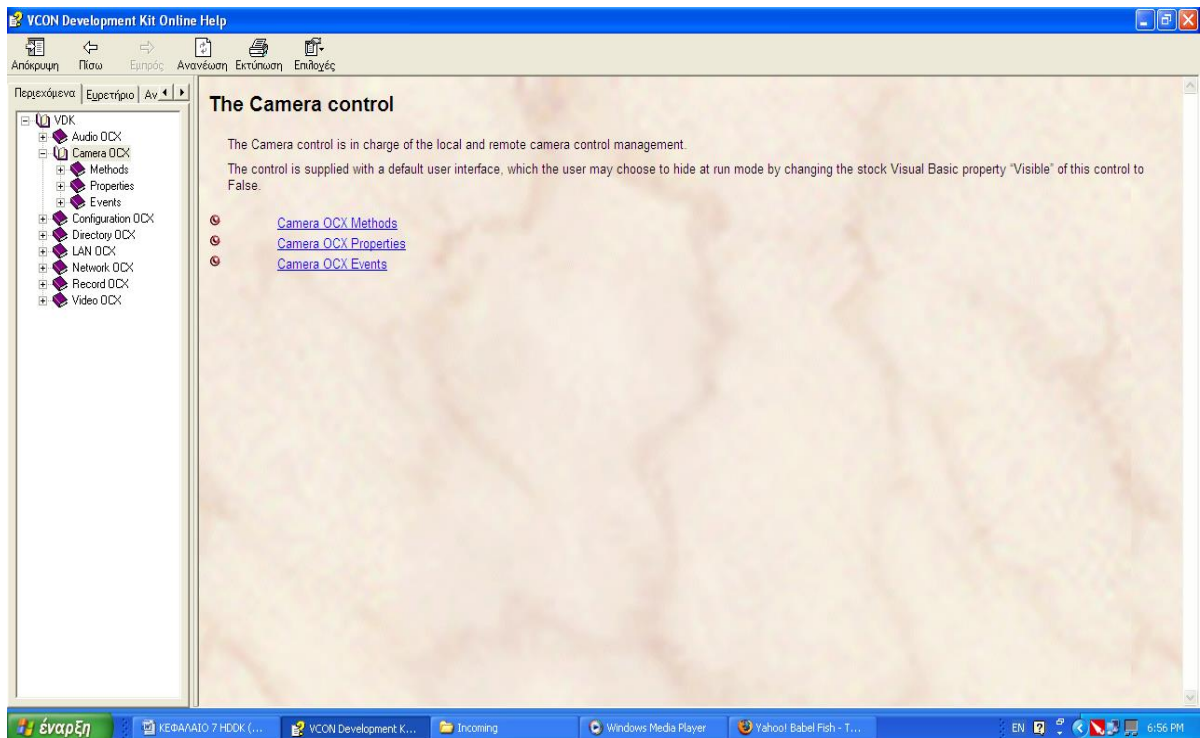 VCON Development Kit Online Help
Απόκρυψη Πίσω Εμπρός Ανανέωση Εκτύπωση Επιλογές
Περιεχόμενα Ευρετήριο Αν
VDK
Audio OCX
Camera OCX
Methods
Properties
Events
Configuration OCX
Directory OCX
LAN OCX
Network OCX
Record OCX
Video OCX
The Camera control
The Camera control is in charge of the local and remote camera control management.
The control is supplied with a default user interface, which the user may choose to hide at run mode by changing the stock Visual Basic property “Visible” of this control to
False.
Camera OCX Methods
Camera OCX Properties
Camera OCX Events
έναρξη ΚΕΦΑΛΑΙΟ 7 HDDK (... VCON Development K... Incoming Windows Media Player Yahoo! Babel Fish - T... EN 6:56 PM